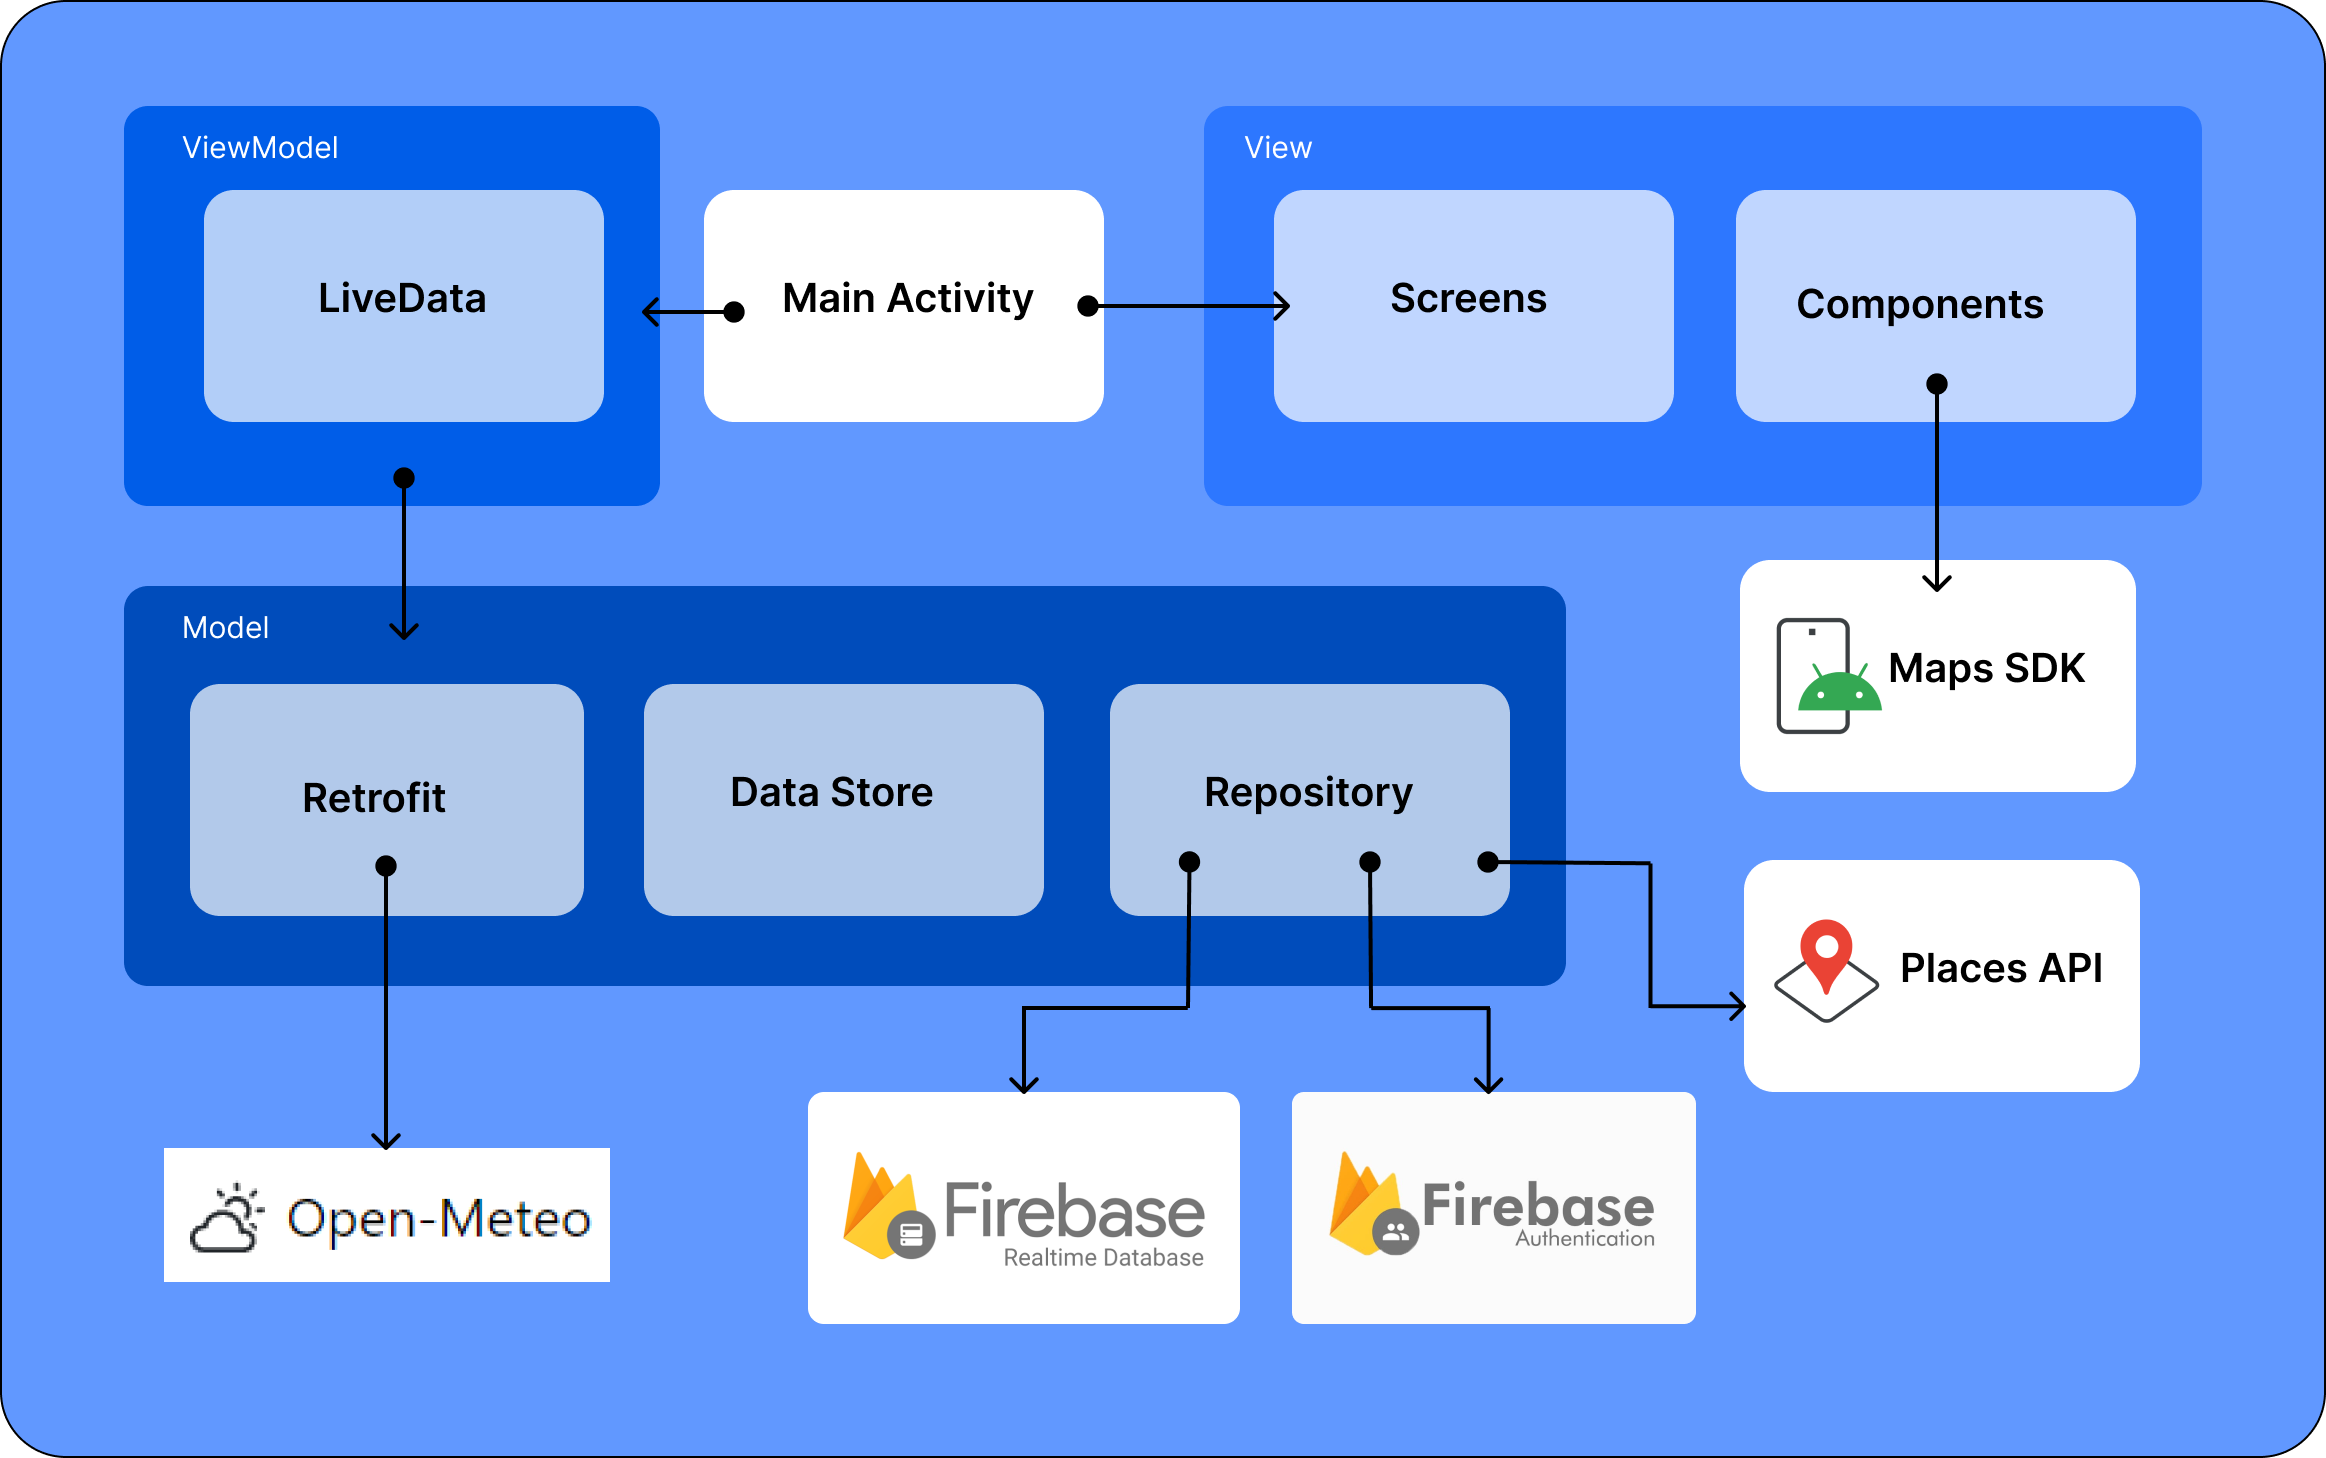 ViewModel
LiveData
Main Activity
View
Screens
Components
Model
Retrofit
Data Store
Repository
Maps SDK
Places API
Open-Meteo
Firebase
Realtime Database
Firebase
Authentication